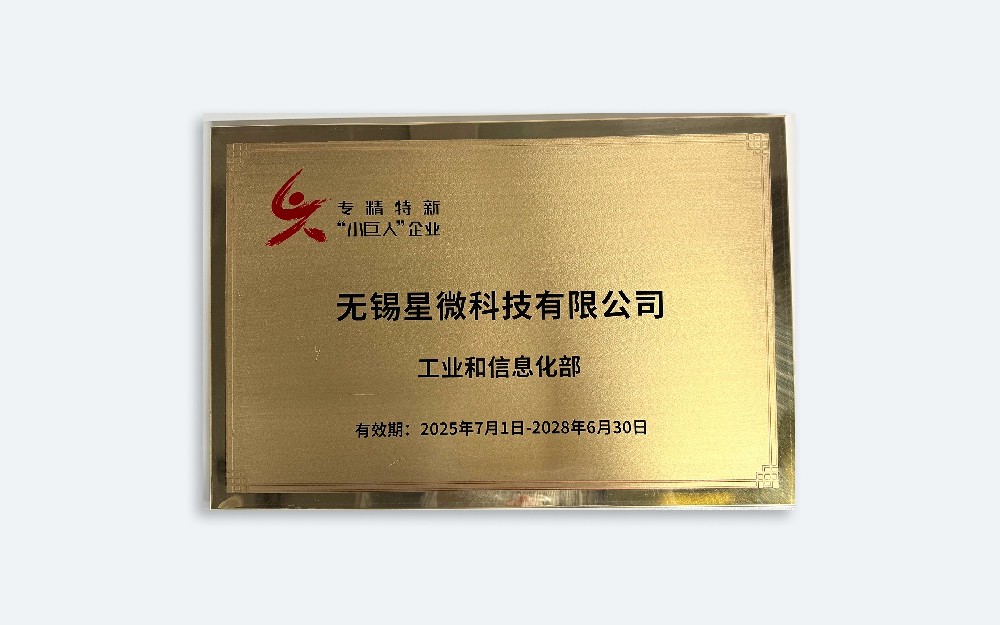 专精特新
“小巨人”企业
无锡星微科技有限公司
工业和信息化部
有效期：2025年7月1日-2028年6月30日